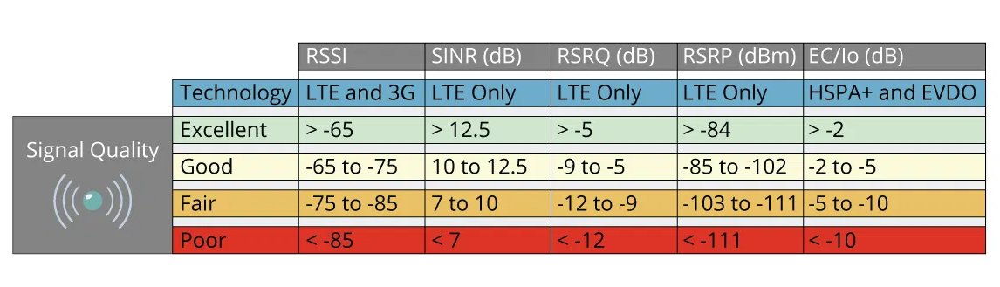 RSSI SINR (dB) RSRQ (dB) RSRP (dBm) EC/Io (dB)
Technology LTE and 3G LTE Only LTE Only LTE Only HSPA+ and EVDO
Excellent > -65 > 12.5 > -5 > -84 > -2
Signal Quality
Good -65 to -75 10 to 12.5 -9 to -5 -85 to -102 -2 to -5
Fair -75 to -85 7 to 10 -12 to -9 -103 to -111 -5 to -10
Poor < -85 < 7 < -12 < -111 < -10